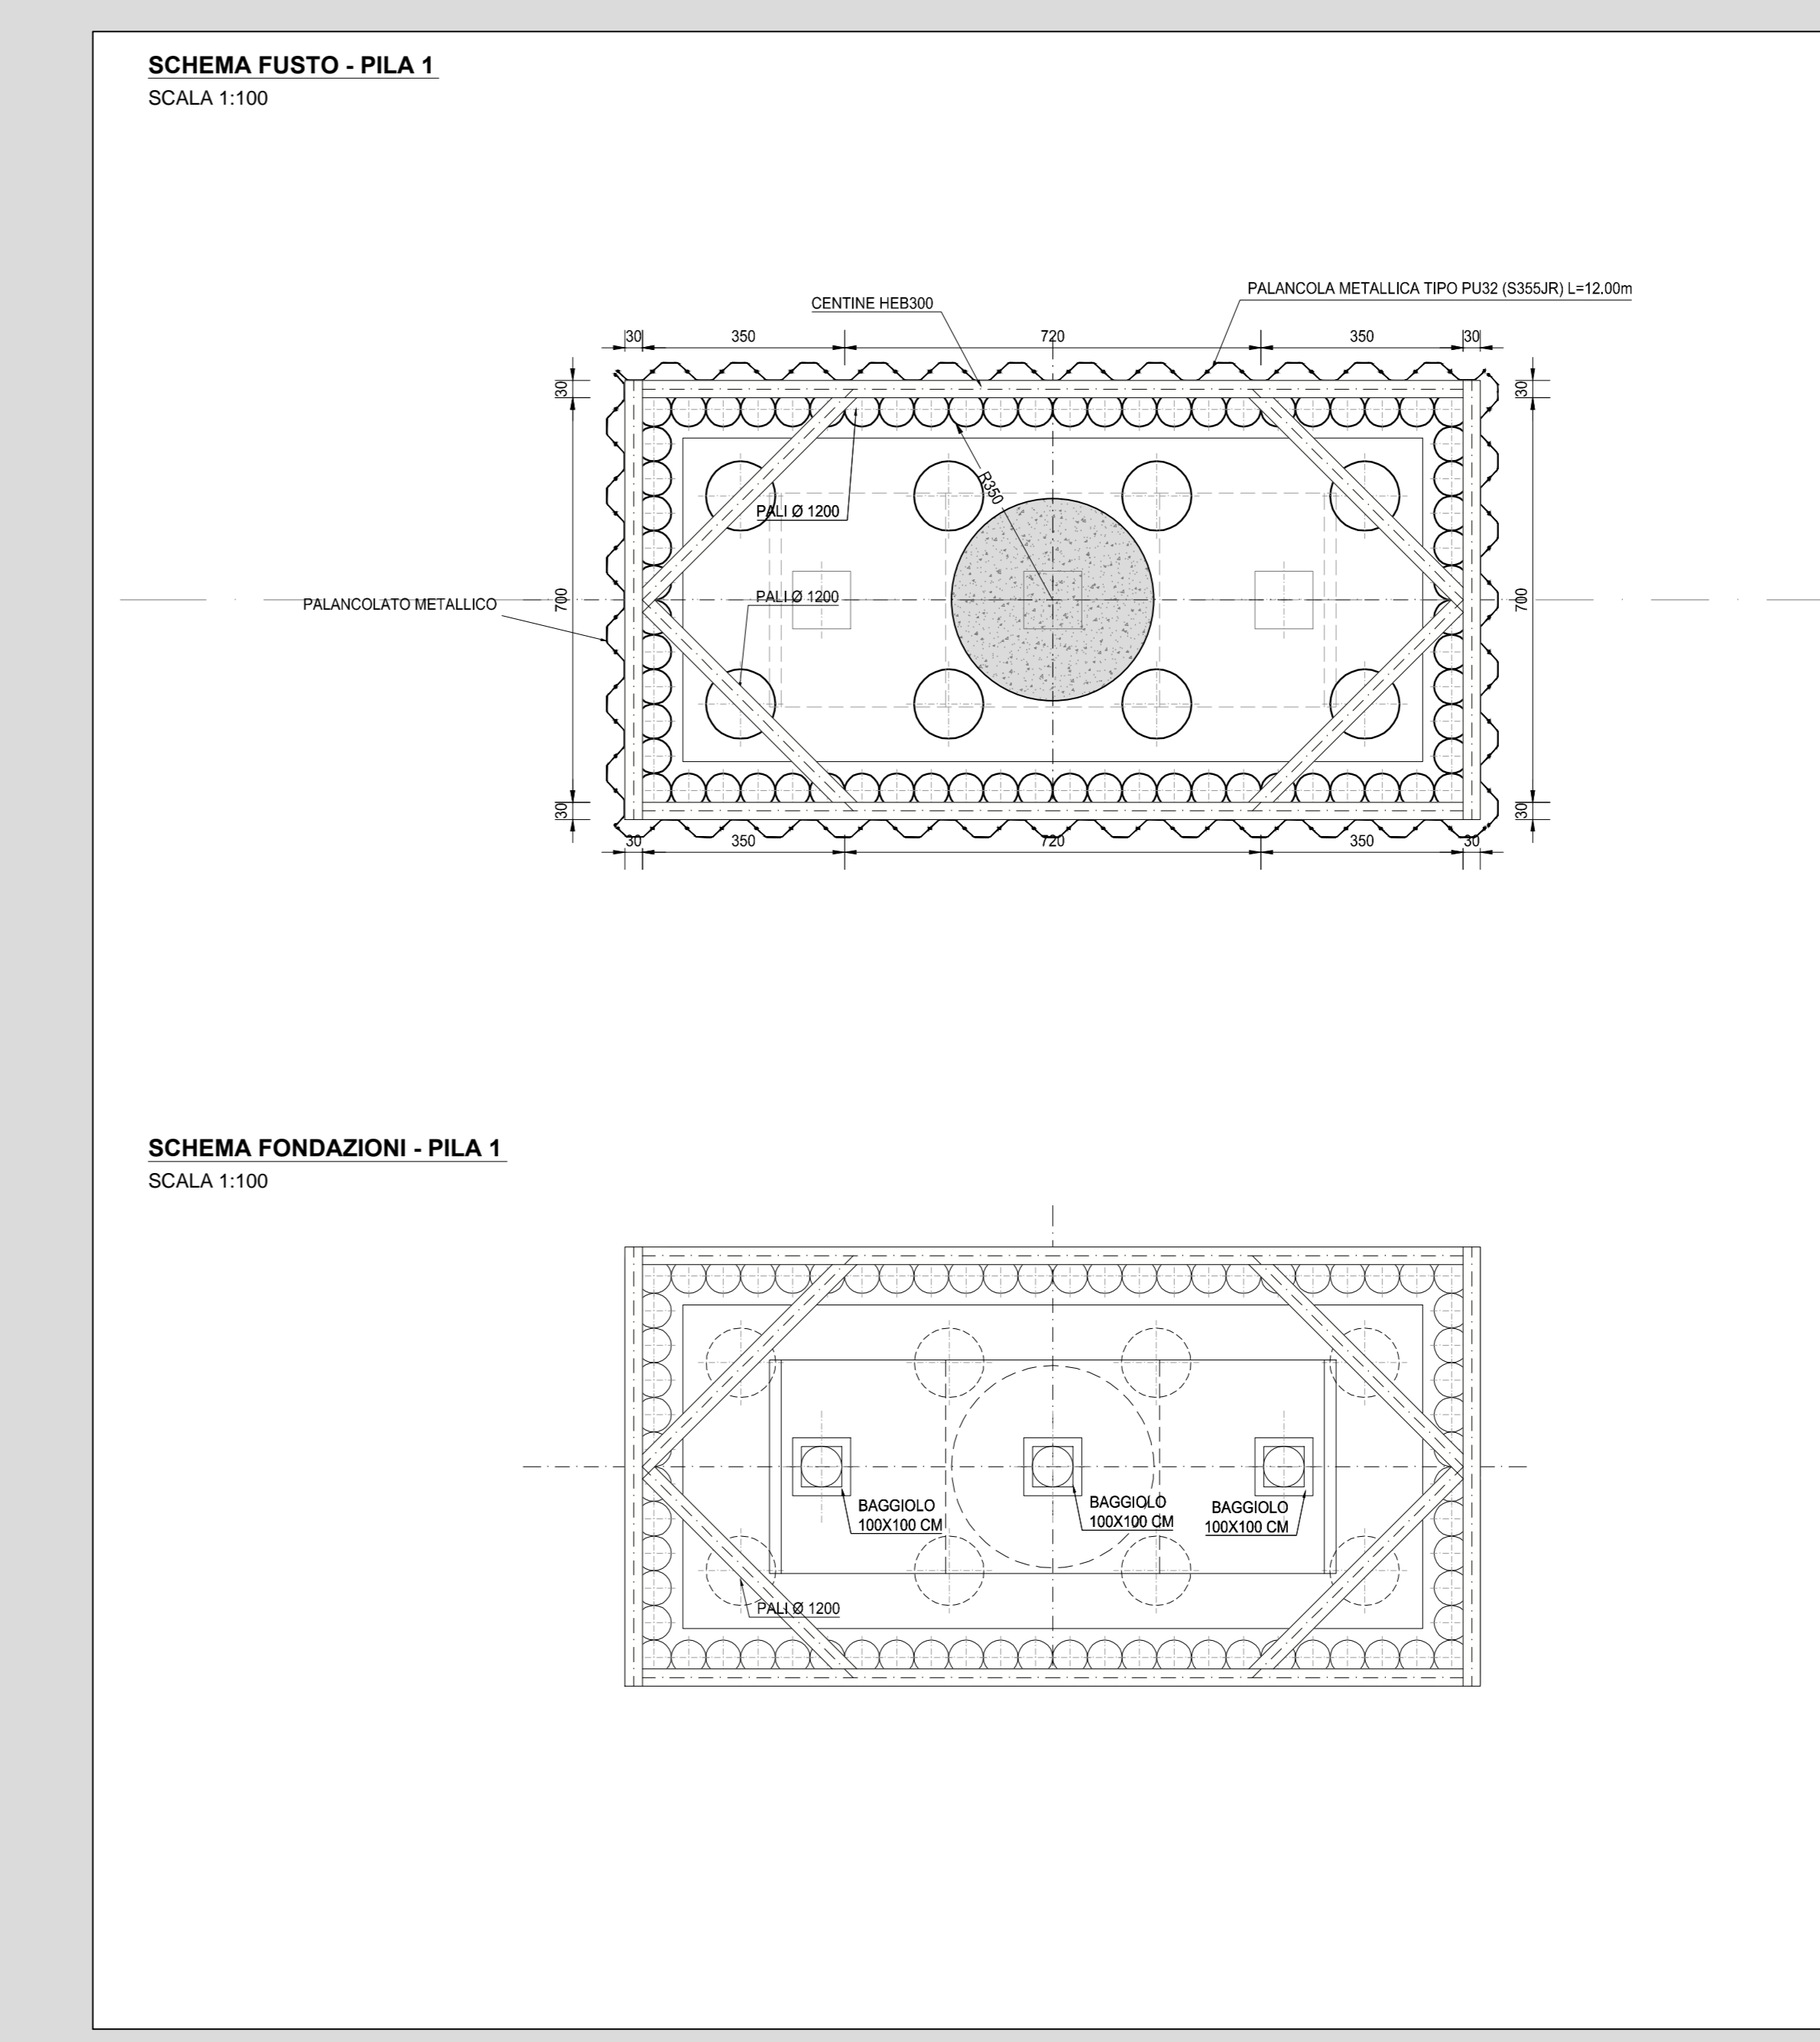 SCHEMA FUSTO - PILA 1
SCALA 1:100
PALANCOLA METALLICA TIPO PU32 (S355JR) L=12.00m
CENTINE HEB300
30
350
720
350
30
30
30
R350
PALI Ø 1200
PALI Ø 1200
700
700
PALANCOLATO METALLICO
30
30
30
350
720
350
30
SCHEMA FONDAZIONI - PILA 1
SCALA 1:100
BAGGIOLO
100X100 CM
BAGGIOLO
100X100 CM
BAGGIOLO
100X100 CM
PALI Ø 1200